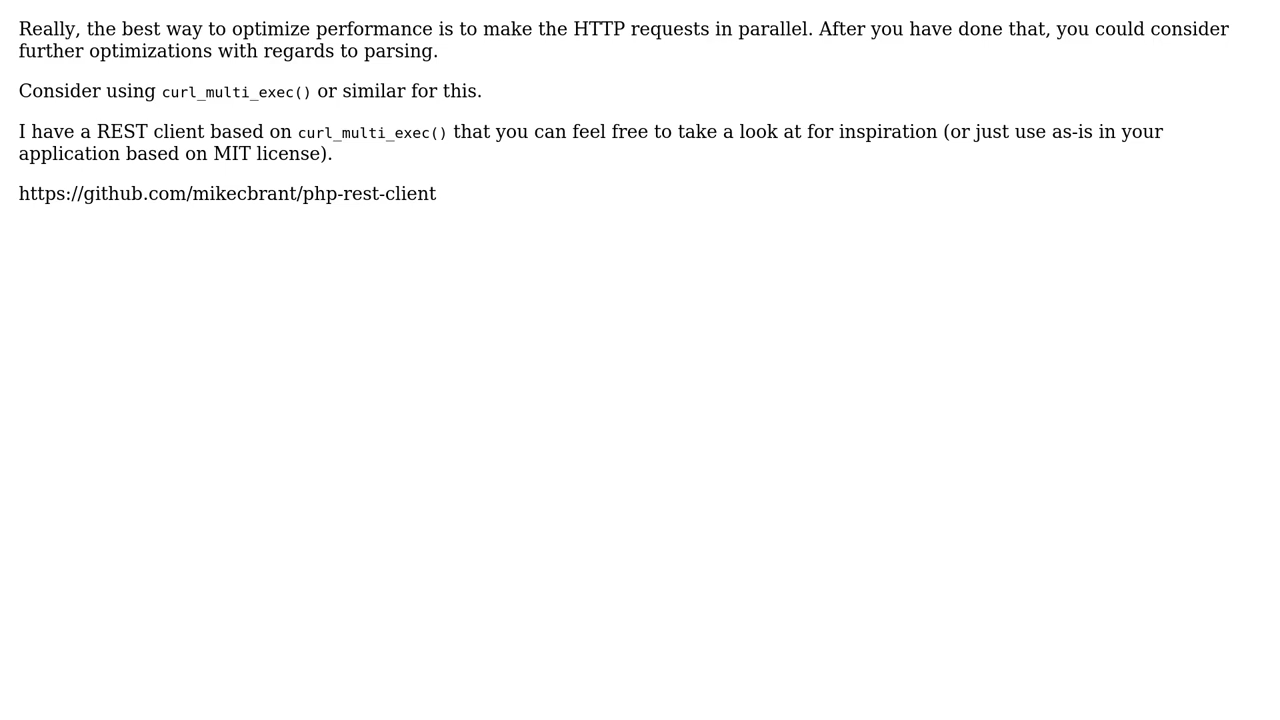 Really, the best way to optimize performance is to make the HTTP requests in parallel. After you have done that, you could consider
further optimizations with regards to parsing.
Consider using curl_multi_exec() or similar for this.
I have a REST client based on curl_multi_exec() that you can feel free to take a look at for inspiration (or just use as-is in your
application based on MIT license).
https://github.com/mikecbrant/php-rest-client